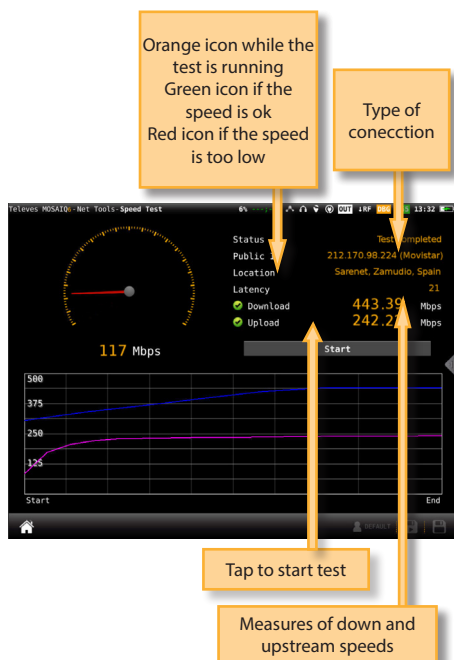 Orange icon while the
test is running
Green icon if the
speed is ok
Red icon if the speed
is too low
Type of
conecction
Televes MOSAIQ6-Net Tools-Speed Test
6%
OUT
↓RF
13:32
Status
Test
mpleted
Public I
212.170.98.224 (Movistar)
Location
Sarenet, Zamudio, Spain
Latency
21
Download
443.39
Mbps
Upload
242.2
Mbps
117 Mbps
Start
500
375
250
125
Start
End
DEFAULT
Tap to start test
Measures of down and
upstream speeds